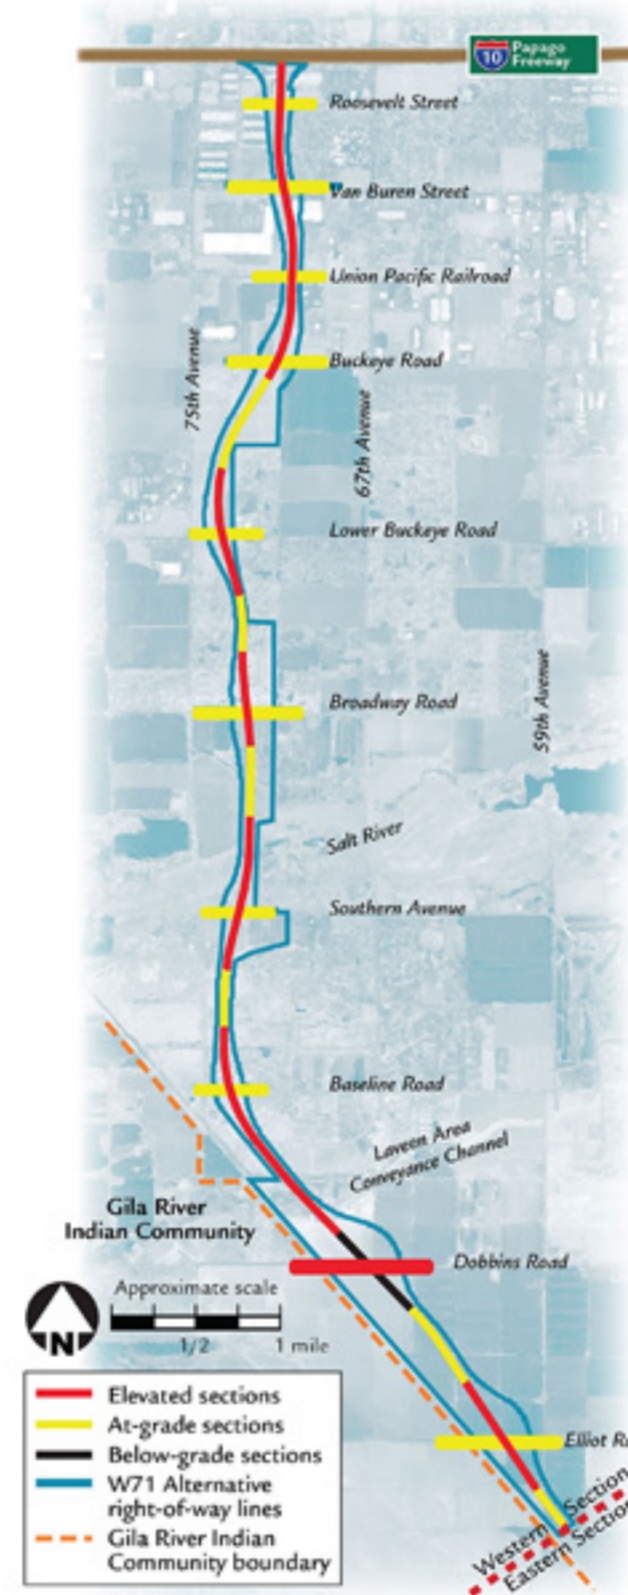 10 Papago
Freeway
Roosevelt Street
Van Buren Street
Union Pacific Railroad
75th Avenue
Buckeye Road
67th Avenue
Lower Buckeye Road
59th Avenue
Broadway Road
Salt River
Southern Avenue
Baseline Road
Laveen Area
Conveyance Channel
Gila River
Indian Community
Dobbins Road
Approximate scale
N
1/2 1 mile
Elevated sections
At-grade sections
Below-grade sections
W71 Alternative
right-of-way lines
Gila River Indian
Community boundary
Elliot
Western Section
Eastern Section